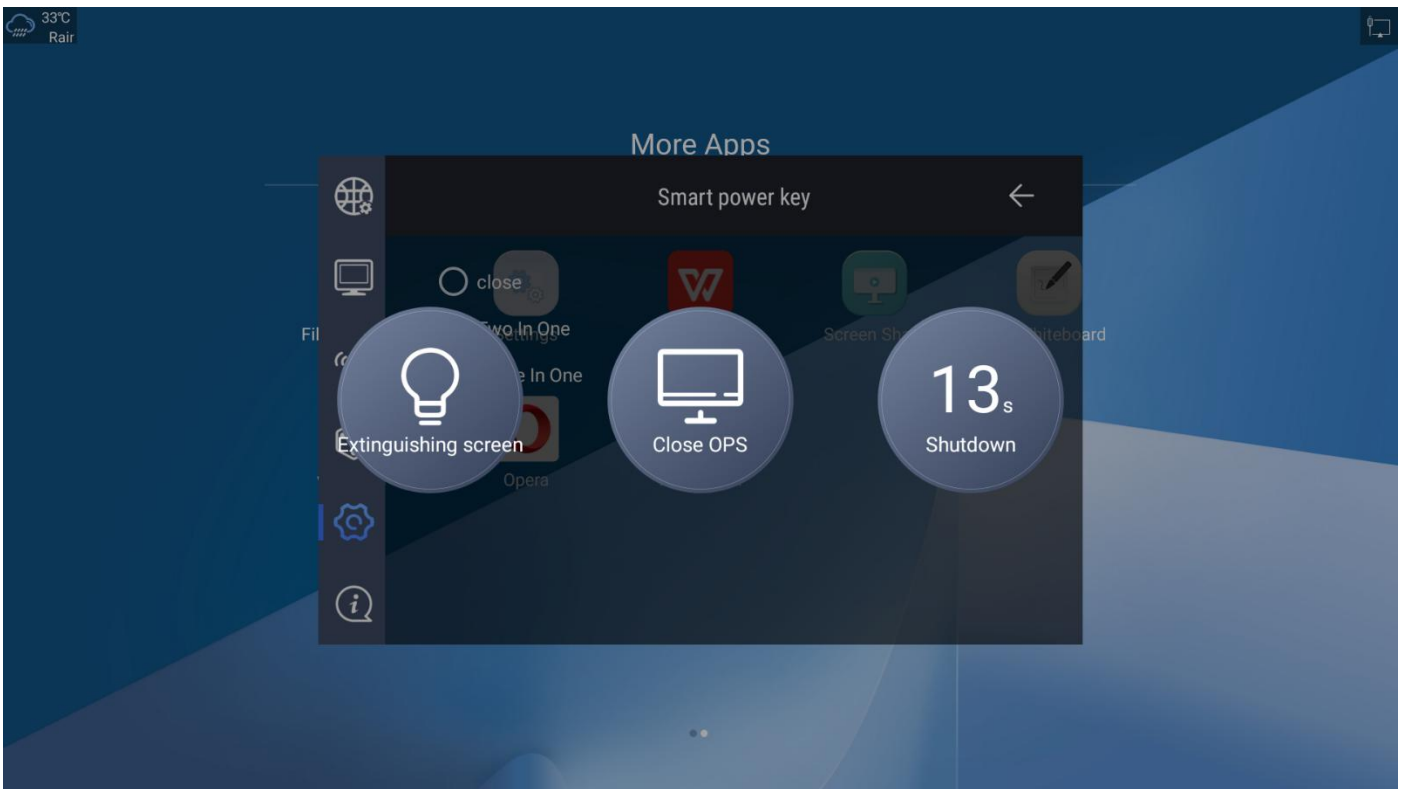 33℃
Rair
More Apps
Smart power key
close
Two In One
Fil
Settings
Screen Sh
iteboard
e In One
Extinguishing screen
Close OPS
13s
Shutdown
Opera